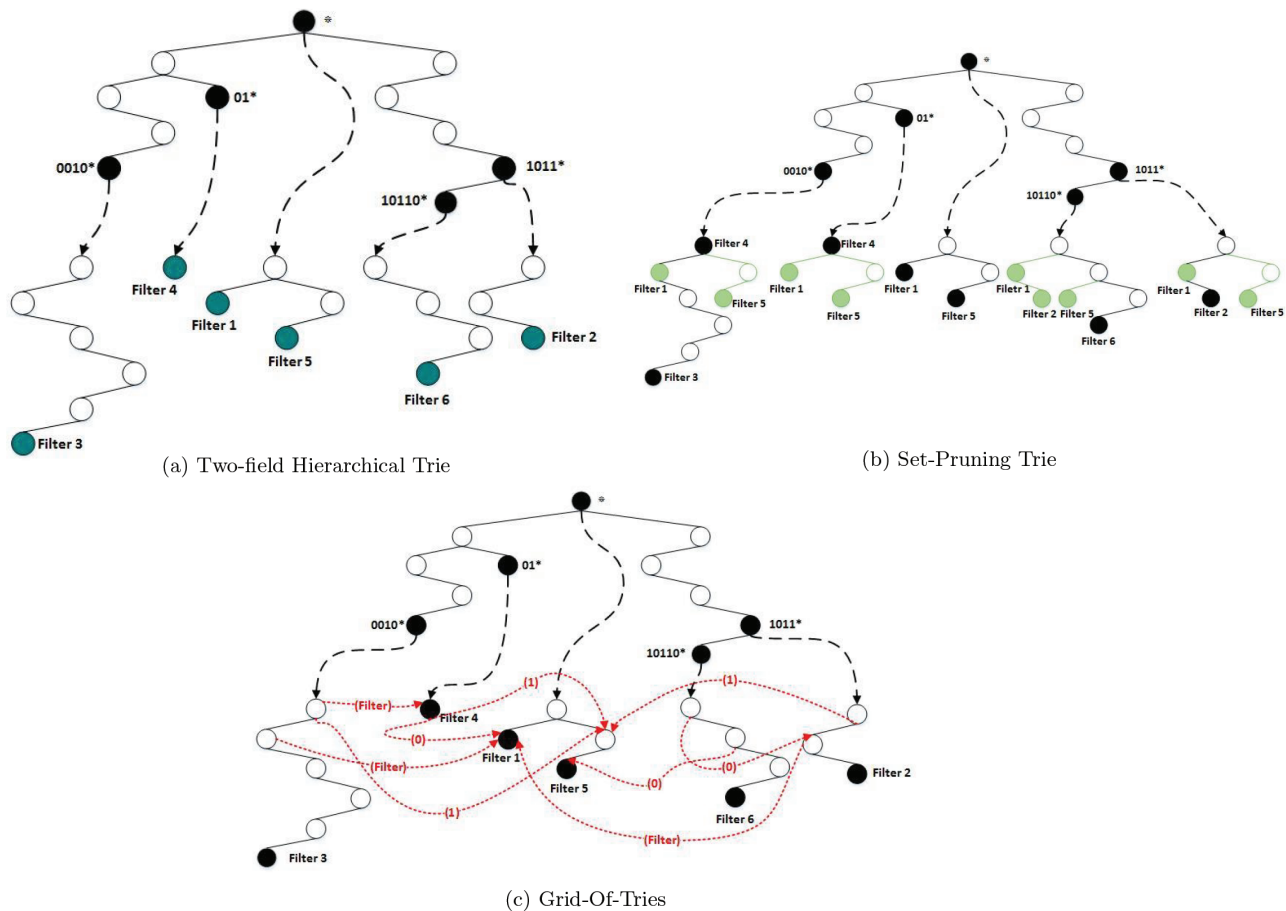 *
01*
0010*
1011*
10110*
Filter 4
Filter 1
Filter 5
Filter 2
Filter 6
Filter 3
(a) Two-field Hierarchical Trie
*
01*
0010*
1011*
10110*
Filter 4
Filter 4
Filter 1
Filter 5
Filter 1
Filter 5
Filter 1
Filter 5
Filetr 1
Filter 2
Filter 5
Filter 6
Filter 1
Filter 2
Filter 5
Filter 3
(b) Set-Pruning Trie
*
01*
0010*
1011*
10110*
(1)
(1)
(Filter)
Filter 4
(0)
Filter 1
(Filter)
Filter 5
(0)
(0)
Filter 2
(1)
Filter 6
(Filter)
Filter 3
(c) Grid-Of-Tries